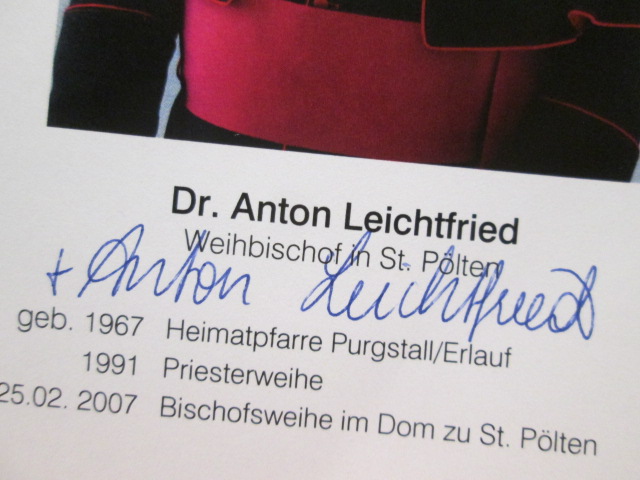 Dr. Anton Leichtfried
Weihbischof in St. Pölten
+ Anton Leichtfried
geb. 1967 Heimatpfarre Purgstall/Erlauf
1991 Priesterweihe
25.02. 2007 Bischofsweihe im Dom zu St. Pölten